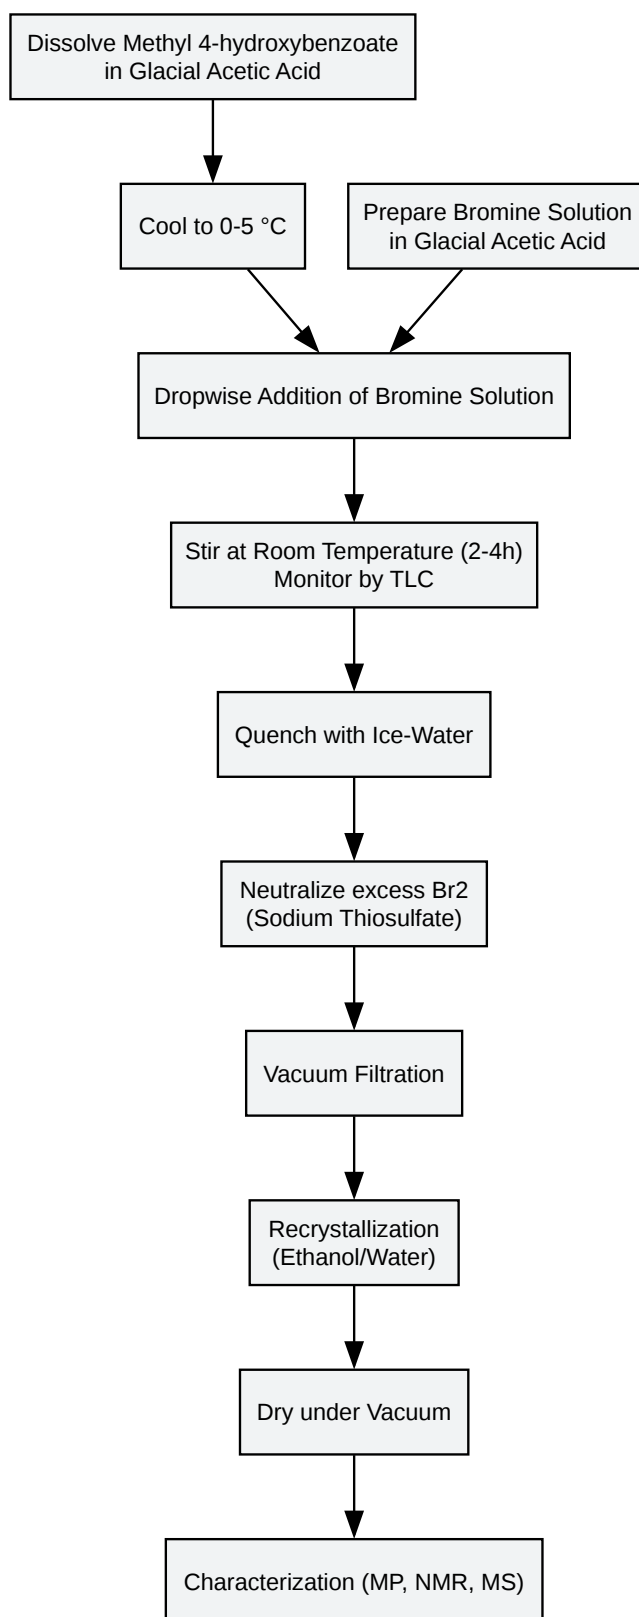 Dissolve Methyl 4-hydroxybenzoate
in Glacial Acetic Acid
Cool to 0-5 °C
Prepare Bromine Solution
in Glacial Acetic Acid
Dropwise Addition of Bromine Solution
Stir at Room Temperature (2-4h)
Monitor by TLC
Quench with Ice-Water
Neutralize excess Br2
(Sodium Thiosulfate)
Vacuum Filtration
Recrystallization
(Ethanol/Water)
Dry under Vacuum
Characterization (MP, NMR, MS)